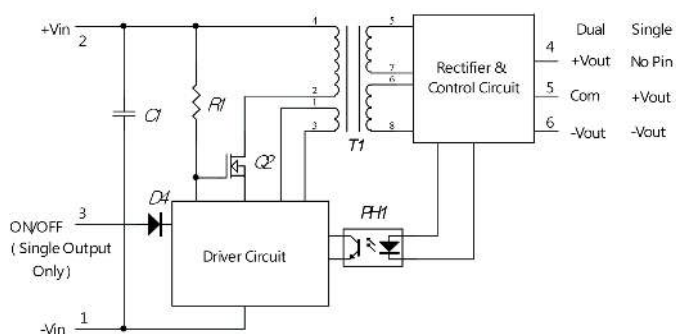 +Vin
2
C1
R1
4
2
1
3
T1
5
7
6
8
Rectifier &
Control Circuit
Dual Single
4
+Vout No Pin
5
Com +Vout
6
-Vout -Vout
Q2
D4
3
ON/OFF
( Single Output
Only )
Driver Circuit
PH1
1
-Vin